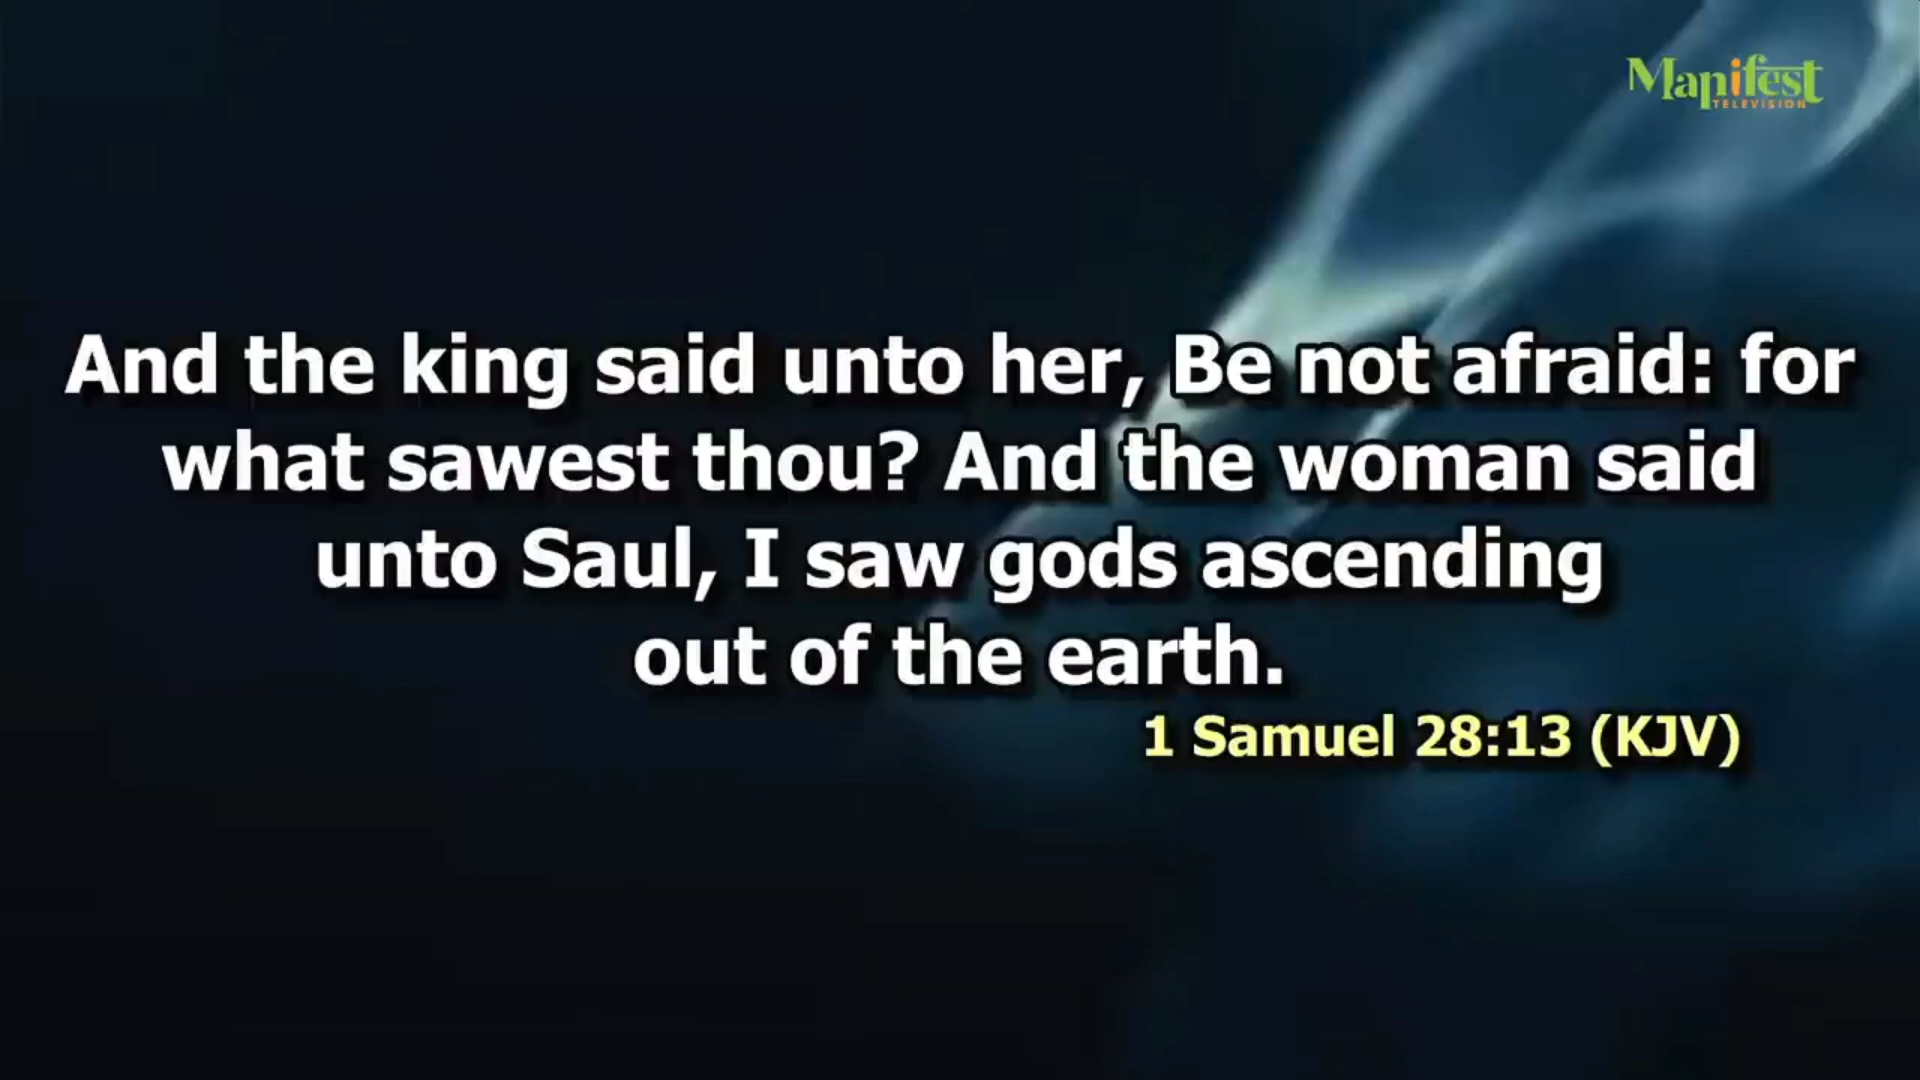 Manifest
TELEVISION
And the king said unto her, Be not afraid: for
what sawest thou? And the woman said
unto Saul, I saw gods ascending
out of the earth.
1 Samuel 28:13 (KJV)